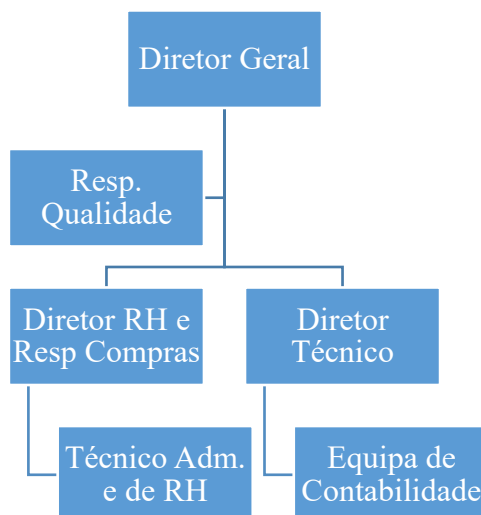 Diretor Geral
Resp.
Qualidade
Diretor RH e
Resp Compras
Diretor
Técnico
Técnico Adm.
e de RH
Equipa de
Contabilidade